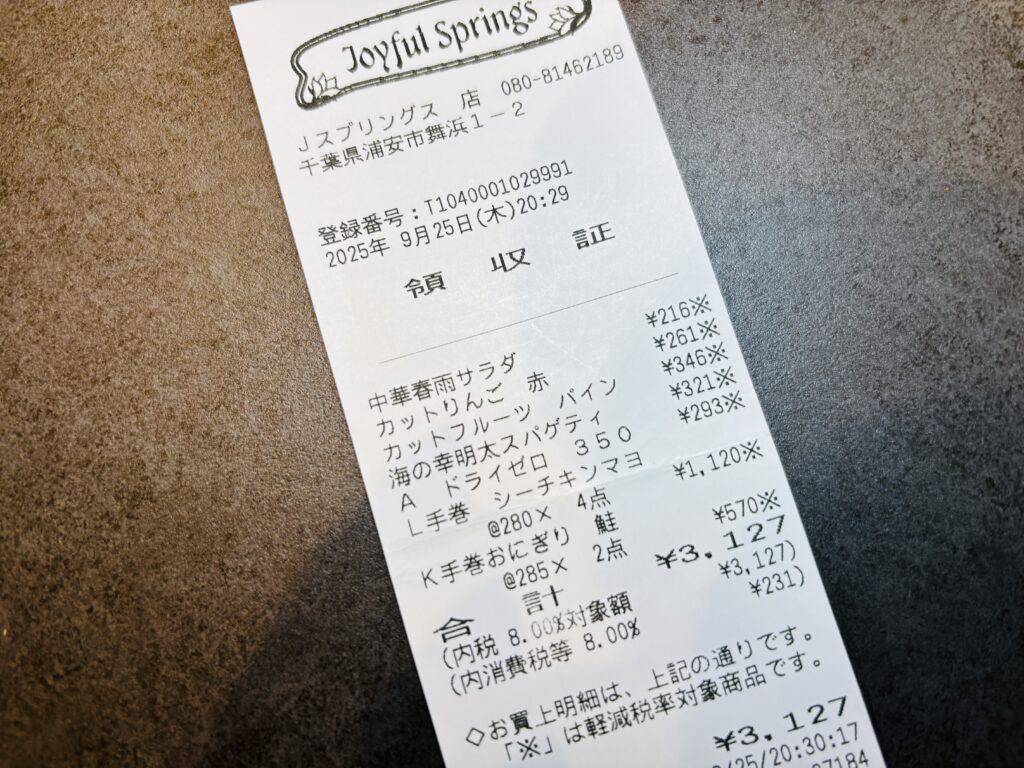 Joyful Springs
Jスプリングス 店 080-81462189
千葉県浦安市舞浜1-2
登録番号:T1040001029991
2025年 9月25日(木)20:29
領収証
中華春雨サラダ ¥216※
カットりんご 赤 ¥261※
カットフルーツ パイン ¥346※
海の幸明太スパゲティ ¥321※
A ドライゼロ 350 ¥293※
L手巻 シーチキンマヨ
@280× 4点 ¥1,120※
K手巻おにぎり 鮭
@285× 2点 ¥570※
合計 ¥3,127
(内税 8.00%対象額 ¥3,127)
(内消費税等 8.00% ¥231)
◇お買上明細は、上記の通りです。
「※」は軽減税率対象商品です。
¥3,127
/25/20:30:17
7184